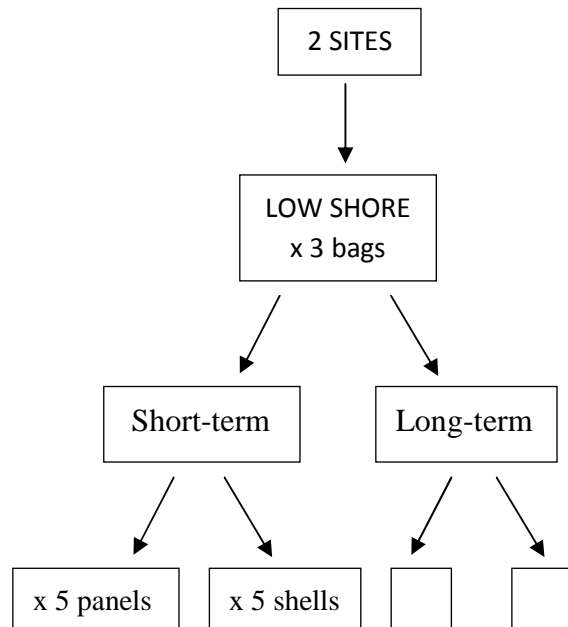 2 SITES
LOW SHORE
x 3 bags
Short-term
Long-term
x 5 panels
x 5 shells